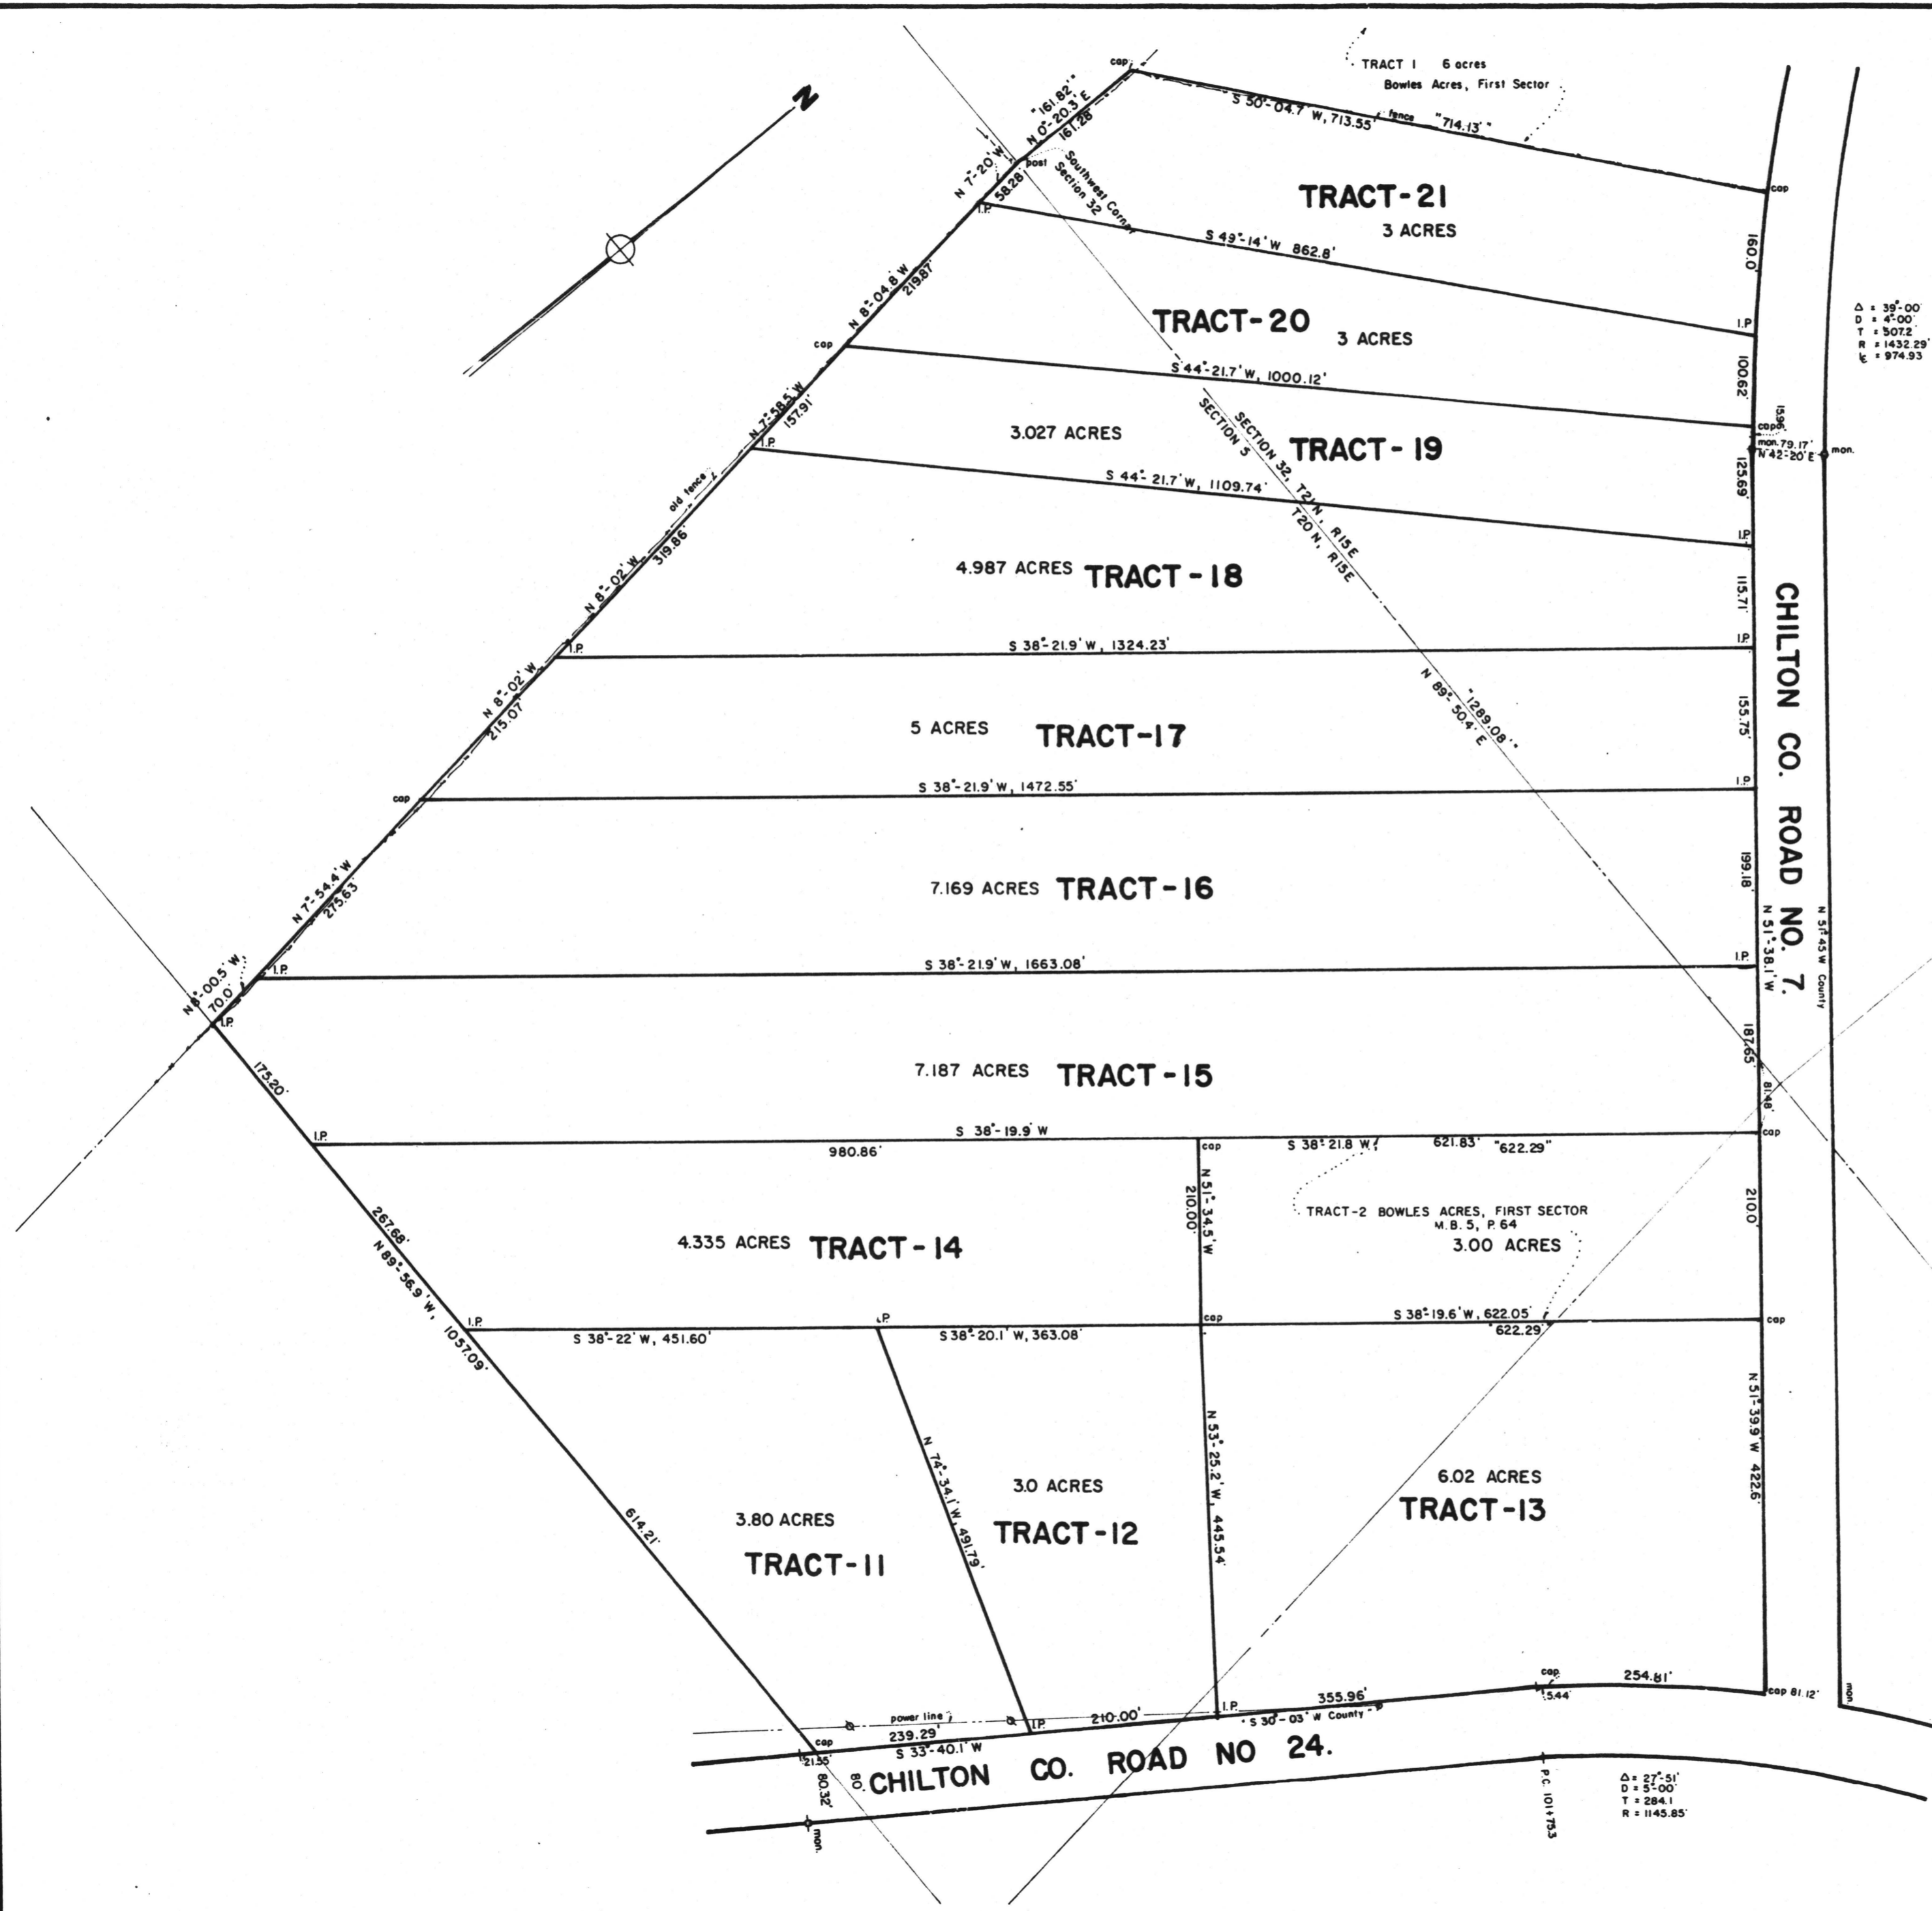 N
TRACT 1 6 acres
Bowles Acres, First Sector
cap
"161.82'"
N 0°-20.3' E
161.28'
S 50°-04.7' W, 713.55'
fence
"714.13'"
cap
N 7°-20' W
58.28'
post
Southwest Corner
Section 32
I.P.
TRACT-21
3 ACRES
160.0'
S 49°-14' W 862.8'
I.P.
Δ = 39°-00'
D = 4°-00'
T = 507.2'
R = 1432.29'
L = 974.93
N 8°-04.8' W
219.87'
TRACT-20
3 ACRES
100.62'
cap
S 44°-21.7' W, 1000.12'
cap
15.96'
mon. 79.17'
N 42°-20' E
mon.
N 7°-58.5' W
157.91'
I.P.
3.027 ACRES
TRACT-19
SECTION 5
SECTION 32, T21N, R15E
T20N, R15E
125.69'
S 44°-21.7' W, 1109.74'
I.P.
old fence
N 8°-02' W
319.86'
4.987 ACRES TRACT-18
115.71'
I.P.
S 38°-21.9' W, 1324.23'
I.P.
N 8°-02' W
215.07'
5 ACRES TRACT-17
"1289.08'"
N 89°-50.4' E
155.75'
cap
S 38°-21.9' W, 1472.55'
I.P.
CHILTON CO. ROAD NO. 7.
N 7°-54.4' W
275.63'
7.169 ACRES TRACT-16
199.18'
N 51°-38.1' W
N 51°45 W County
I.P.
S 38°-21.9' W, 1663.08'
I.P.
N 8°-00.5' W
70.0'
I.P.
175.20'
7.187 ACRES TRACT-15
187.65'
81.48'
I.P.
S 38°-19.9' W
980.86'
cap
S 38°-21.8 W, 621.83' "622.29"
cap
267.68'
N 89°-56.9' W, 1057.09'
4.335 ACRES TRACT-14
N 51°-34.5' W
210.00'
TRACT-2 BOWLES ACRES, FIRST SECTOR
M.B. 5, P. 64
3.00 ACRES
210.0'
I.P.
S 38°-22' W, 451.60'
I.P.
S 38°-20.1' W, 363.08'
cap
S 38°-19.6' W, 622.05'
"622.29'
cap
614.21'
3.80 ACRES
TRACT-11
N 74°-34.1' W, 491.79'
3.0 ACRES
TRACT-12
N 53°-25.2' W, 445.54'
6.02 ACRES
TRACT-13
N 51°-39.9' W 422.6'
cap
21.55'
power line
239.29'
S 33°-40.1' W
I.P.
210.00'
I.P.
355.96'
"S 30°-03' W County"
cap
5.44'
254.81'
cap 81.12'
mon.
80.32'
80.'
CHILTON CO. ROAD NO 24.
mon.
P.C. 101+75.3
Δ = 27°-51'
D = 5°-00'
T = 284.1
R = 1145.85'